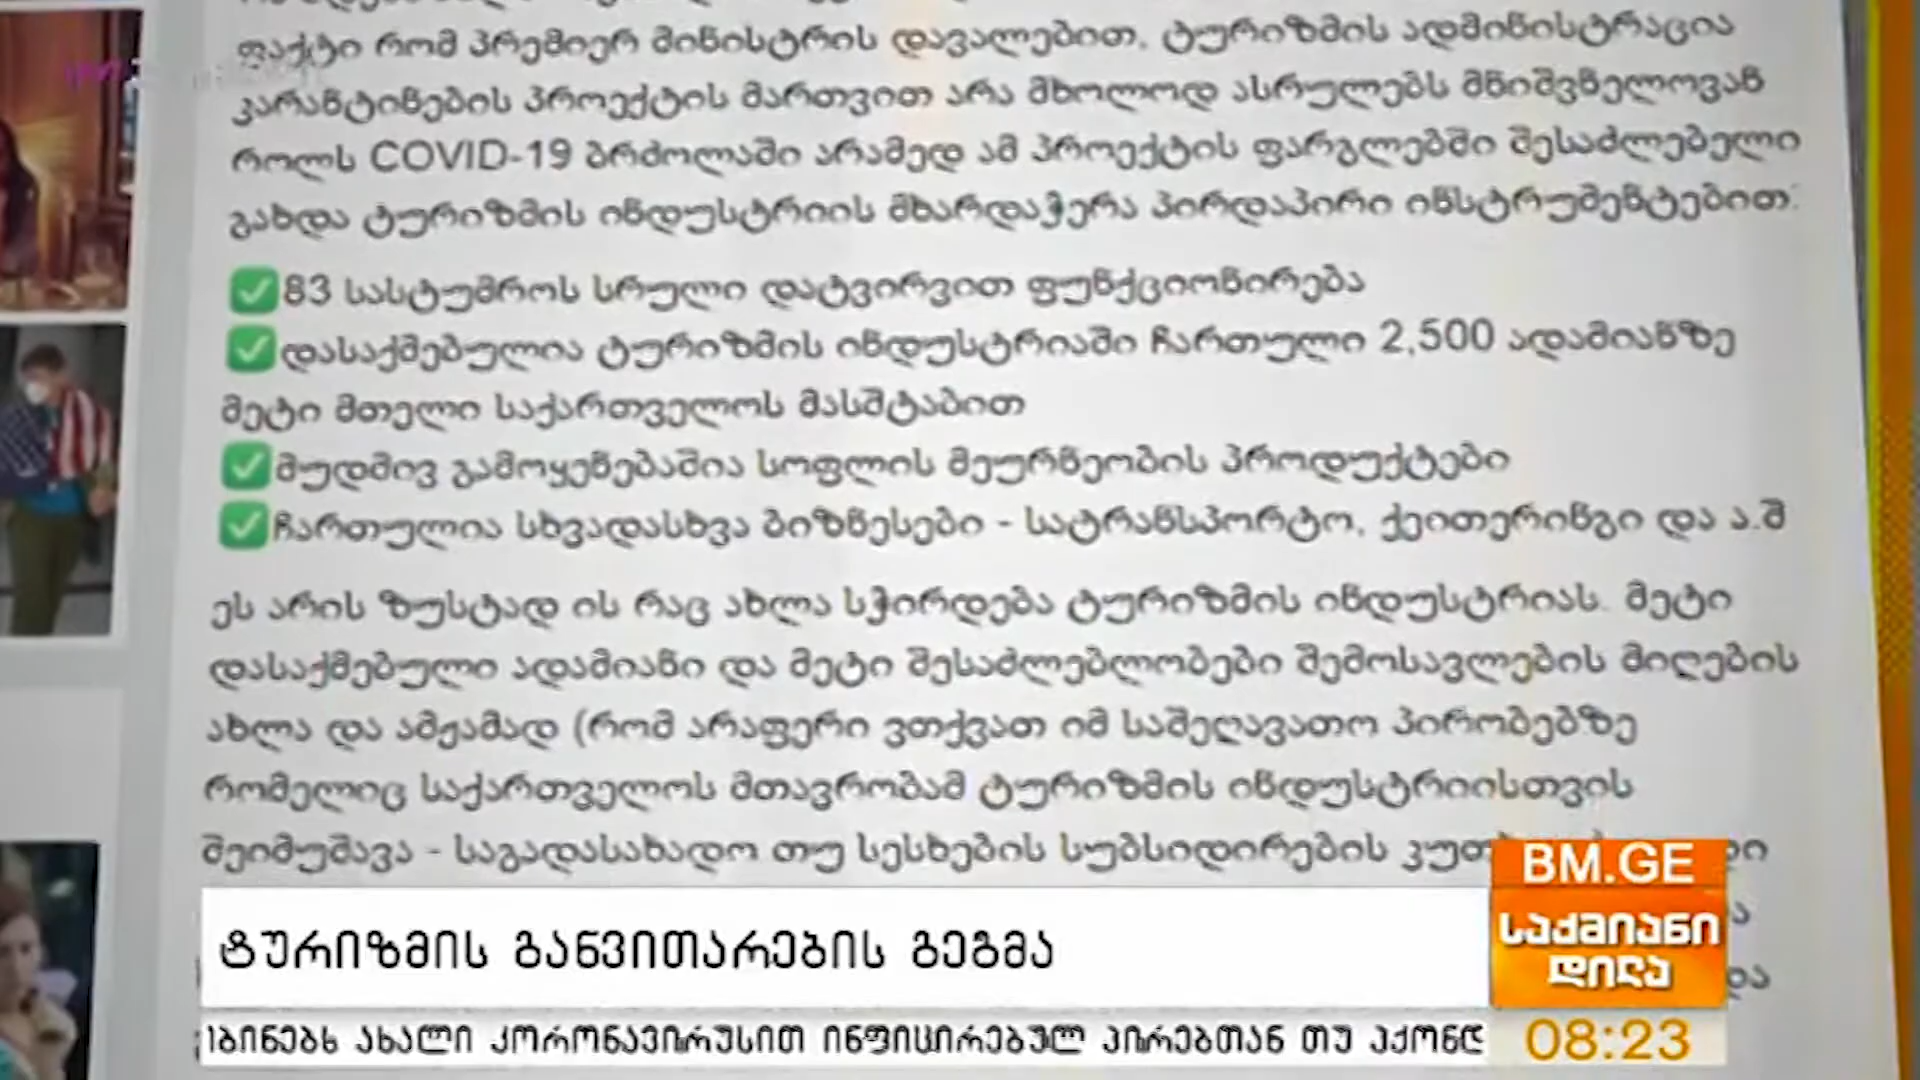 ფაქტი რომ პრემიერ მინისტრის დავალებით, ტურიზმის ადმინისტრაცია
კარანტინების პროექტის მართვით არა მხოლოდ ასრულებს მნიშვნელოვან
როლს COVID-19 ბრძოლაში არამედ ამ პროექტის ფარგლებში შესაძლებელი
გახდა ტურიზმის ინდუსტრიის მხარდაჭერა პირდაპირი ინსტრუმენტებით:
✅83 სასტუმროს სრული დატვირვით ფუნქციონირება
✅დასაქმებულია ტურიზმის ინდუსტრიაში ჩართული 2,500 ადამიანზე
მეტი მთელი საქართველოს მასშტაბით
✅მუდმივ გამოყენებაშია სოფლის მეურნეობის პროდუქტები
✅ჩართულია სხვადასხვა ბიზნესები - სატრანსპორტო, ქეითერინგი და ა.შ
ეს არის ზუსტად ის რაც ახლა სჭირდება ტურიზმის ინდუსტრიას. მეტი
დასაქმებული ადამიანი და მეტი შესაძლებლობები შემოსავლების მიღების
ახლა და ამჟამად (რომ არაფერი ვთქვათ იმ საშეღავათო პირობებზე
რომელიც საქართველოს მთავრობამ ტურიზმის ინდუსტრიისთვის
შეიმუშავა - საგადასახადო თუ სესხების სუბსიდირების
BM.GE
საქმიანი
დილა
ტურიზმის განვითარების გეგმა
ახალი კორონავირუსით ინფიცირებულ პირებთან თუ
08:23